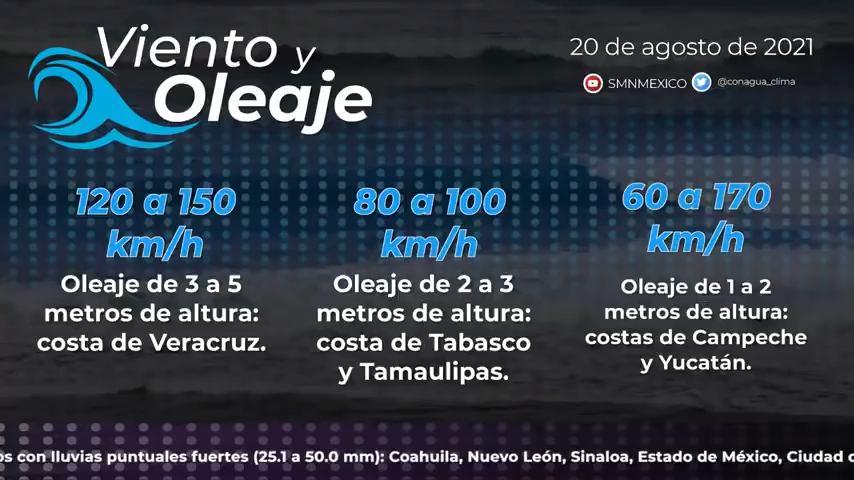 Viento y
Oleaje
20 de agosto de 2021
SMNMEXICO @conagua_clima
120 a 150
km/h
Oleaje de 3 a 5
metros de altura:
costa de Veracruz.
80 a 100
km/h
Oleaje de 2 a 3
metros de altura:
costa de Tabasco
y Tamaulipas.
60 a 170
km/h
Oleaje de 1 a 2
metros de altura:
costas de Campeche
y Yucatán.
os con lluvias puntuales fuertes (25.1 a 50.0 mm): Coahuila, Nuevo León, Sinaloa, Estado de México, Ciudad d